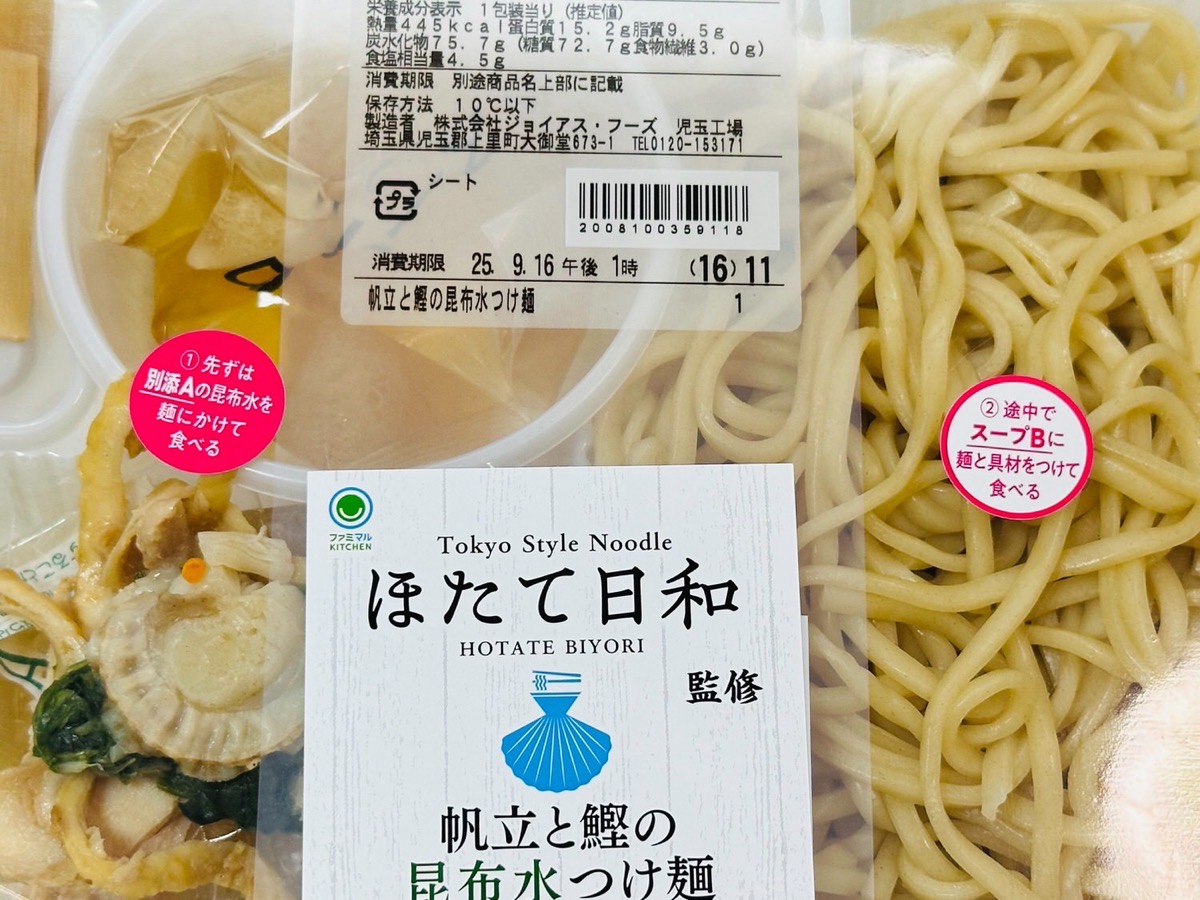 栄養成分表示 1包装当り(推定値)
熱量445kcal蛋白質15.2g脂質9.5g
炭水化物75.7g(糖質72.7g食物繊維3.0g)
食塩相当量4.5g
消費期限 別途商品名上部に記載
保存方法 10℃以下
製造者 株式会社ジョイアス・フーズ 児玉工場
埼玉県児玉郡上里町大御堂673-1 TEL0120-153171
プラ
シート
2008100359118
消費期限 25.9.16午後1時 (16)11
帆立と鰹の昆布水つけ麺 1
①先ずは
別添Aの昆布水を
麺にかけて
食べる
②途中で
スープBに
麺と具材をつけて
食べる
ファミマル
KITCHEN
Tokyo Style Noodle
ほたて日和
HOTATE BIYORI
監修
帆立と鰹の
昆布水つけ麺